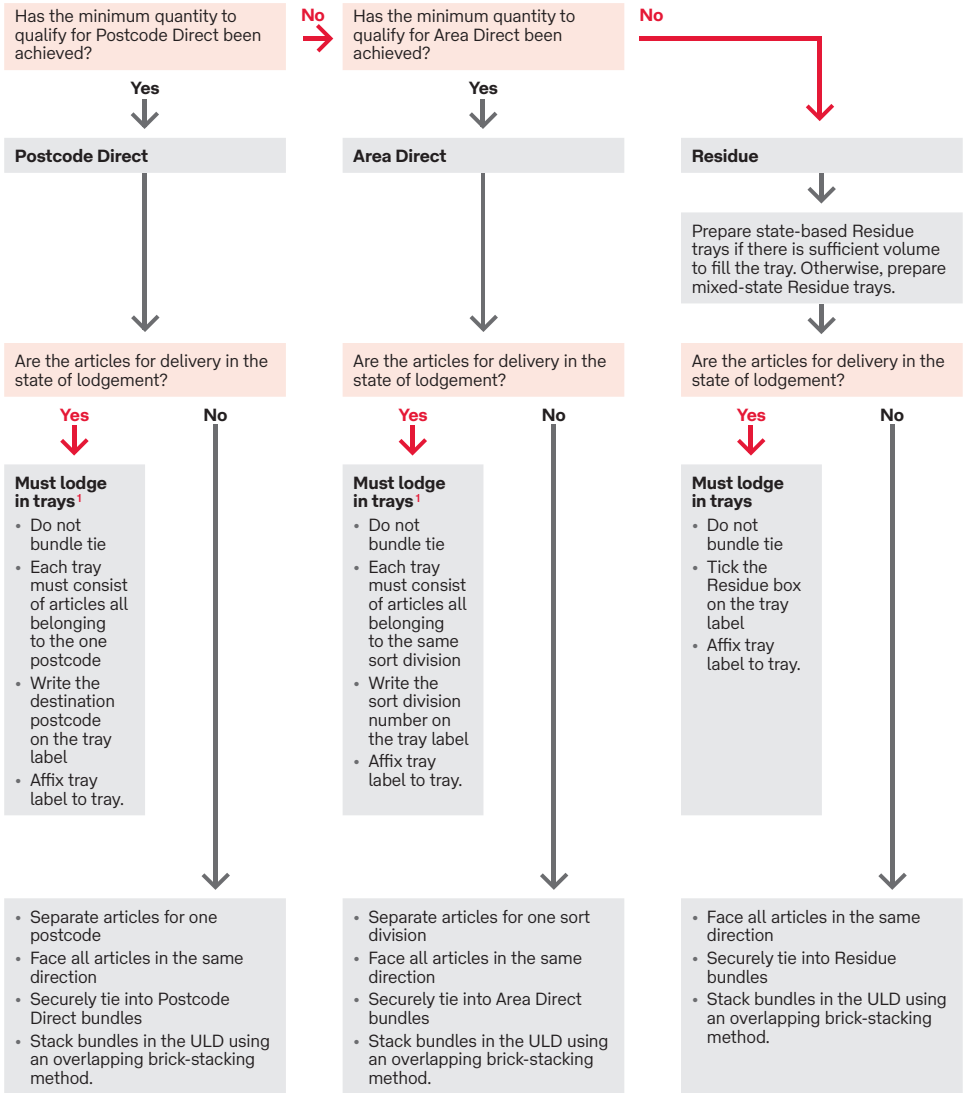 Has the minimum quantity to
qualify for Postcode Direct been
achieved?
No
Has the minimum quantity to
qualify for Area Direct been
achieved?
No
Yes
Yes
Postcode Direct
Area Direct
Residue
Prepare state-based Residue
trays if there is sufficient volume
to fill the tray. Otherwise, prepare
mixed-state Residue trays.
Are the articles for delivery in the
state of lodgement?
Are the articles for delivery in the
state of lodgement?
Are the articles for delivery in the
state of lodgement?
Yes
No
Yes
No
Yes
No
Must lodge
in trays¹
• Do not
bundle tie
• Each tray
must consist
of articles all
belonging
to the one
postcode
• Write the
destination
postcode
on the tray
label
• Affix tray
label to tray.
Must lodge
in trays¹
• Do not
bundle tie
• Each tray
must consist
of articles all
belonging
to the same
sort division
• Write the
sort division
number on
the tray label
• Affix tray
label to tray.
Must lodge
in trays
• Do not
bundle tie
• Tick the
Residue box
on the tray
label
• Affix tray
label to tray.
• Separate articles for one
postcode
• Face all articles in the same
direction
• Securely tie into Postcode
Direct bundles
• Stack bundles in the ULD using
an overlapping brick-stacking
method.
• Separate articles for one sort
division
• Face all articles in the same
direction
• Securely tie into Area Direct
bundles
• Stack bundles in the ULD using
an overlapping brick-stacking
method.
• Face all articles in the same
direction
• Securely tie into Residue
bundles
• Stack bundles in the ULD using
an overlapping brick-stacking
method.